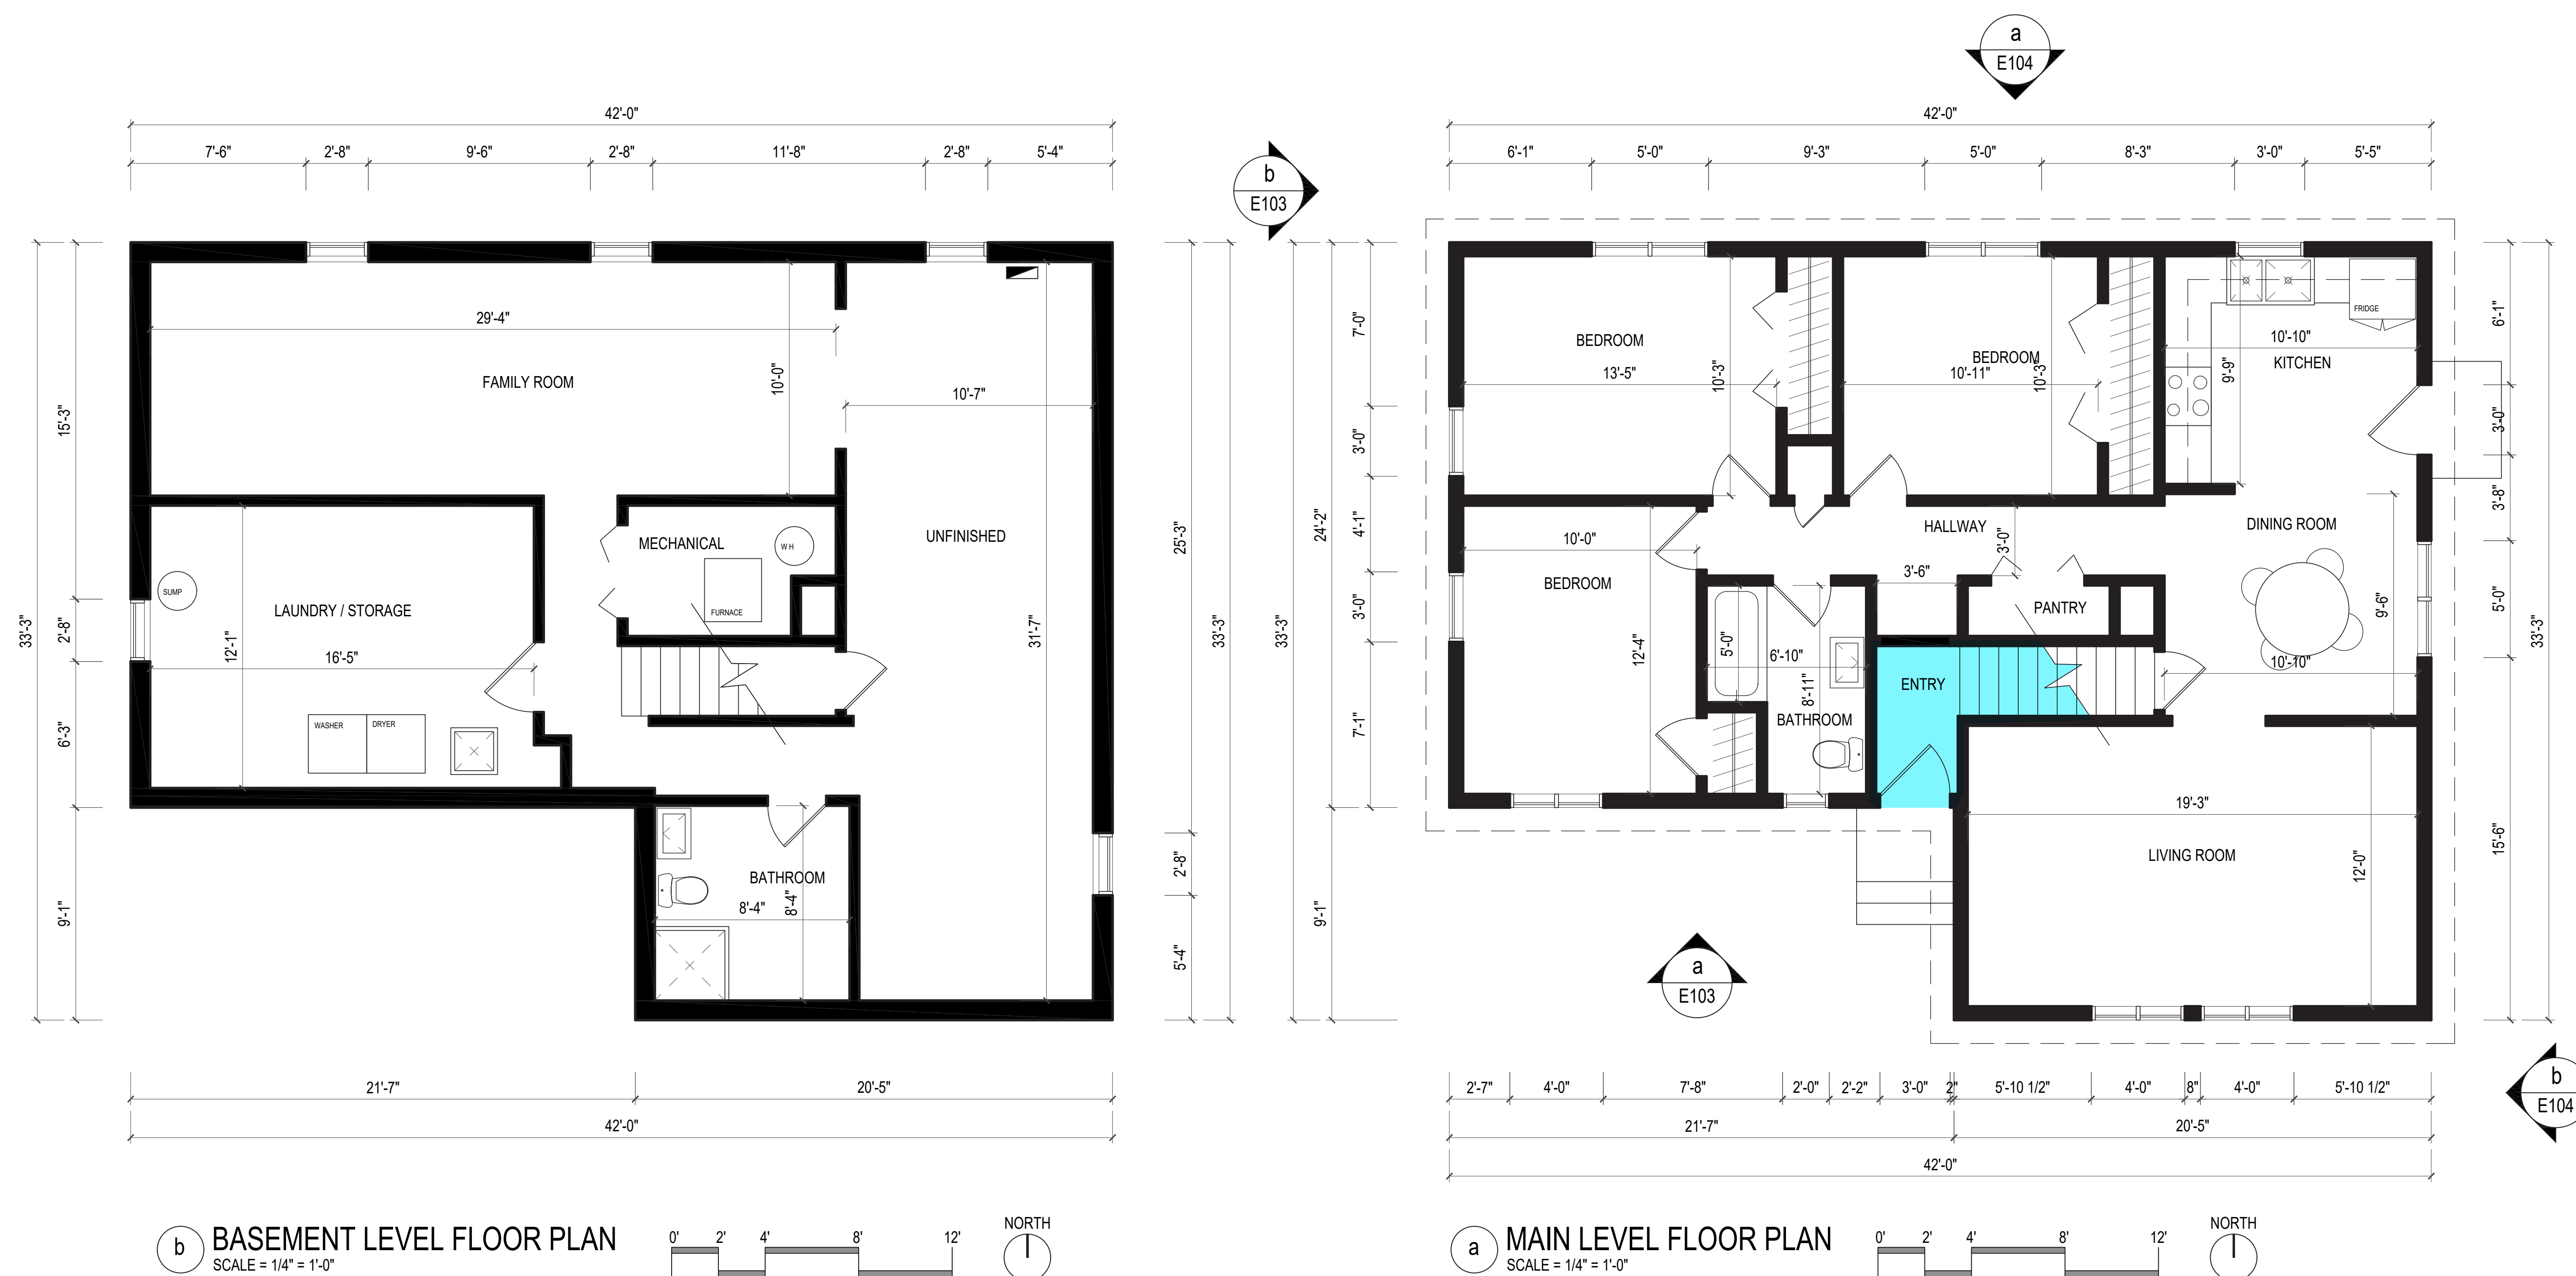 a
E104
42'-0"
7'-6"
2'-8"
9'-6"
2'-8"
11'-8"
2'-8"
5'-4"
b
E103
42'-0"
6'-1"
5'-0"
9'-3"
5'-0"
8'-3"
3'-0"
5'-5"
33'-3"
15'-3"
2'-8"
6'-3"
9'-1"
29'-4"
FAMILY ROOM
10'-0"
10'-7"
UNFINISHED
31'-7"
MECHANICAL
W H
FURNACE
SUMP
LAUNDRY / STORAGE
12'-1"
16'-5"
WASHER
DRYER
BATHROOM
8'-4"
8'-4"
25'-3"
2'-8"
5'-4"
33'-3"
33'-3"
24'-2"
9'-1"
7'-0"
3'-0"
4'-1"
3'-0"
7'-1"
BEDROOM
13'-5"
10'-3"
BEDROOM
10'-11"
10'-3"
FRIDGE
10'-10"
KITCHEN
9'-9"
HALLWAY
3'-0"
DINING ROOM
10'-0"
BEDROOM
12'-4"
3'-6"
PANTRY
5'-0"
6'-10"
8'-11"
BATHROOM
ENTRY
9'-6"
10'-10"
19'-3"
LIVING ROOM
12'-0"
6'-1"
3'-0"
3'-8"
5'-0"
15'-6"
33'-3"
a
E103
b
E104
21'-7"
20'-5"
42'-0"
2'-7"
4'-0"
7'-8"
2'-0"
2'-2"
3'-0"
2"
5'-10 1/2"
4'-0"
8"
4'-0"
5'-10 1/2"
21'-7"
20'-5"
42'-0"
b
BASEMENT LEVEL FLOOR PLAN
SCALE = 1/4" = 1'-0"
0'
2'
4'
8'
12'
NORTH
a
MAIN LEVEL FLOOR PLAN
SCALE = 1/4" = 1'-0"
0'
2'
4'
8'
12'
NORTH